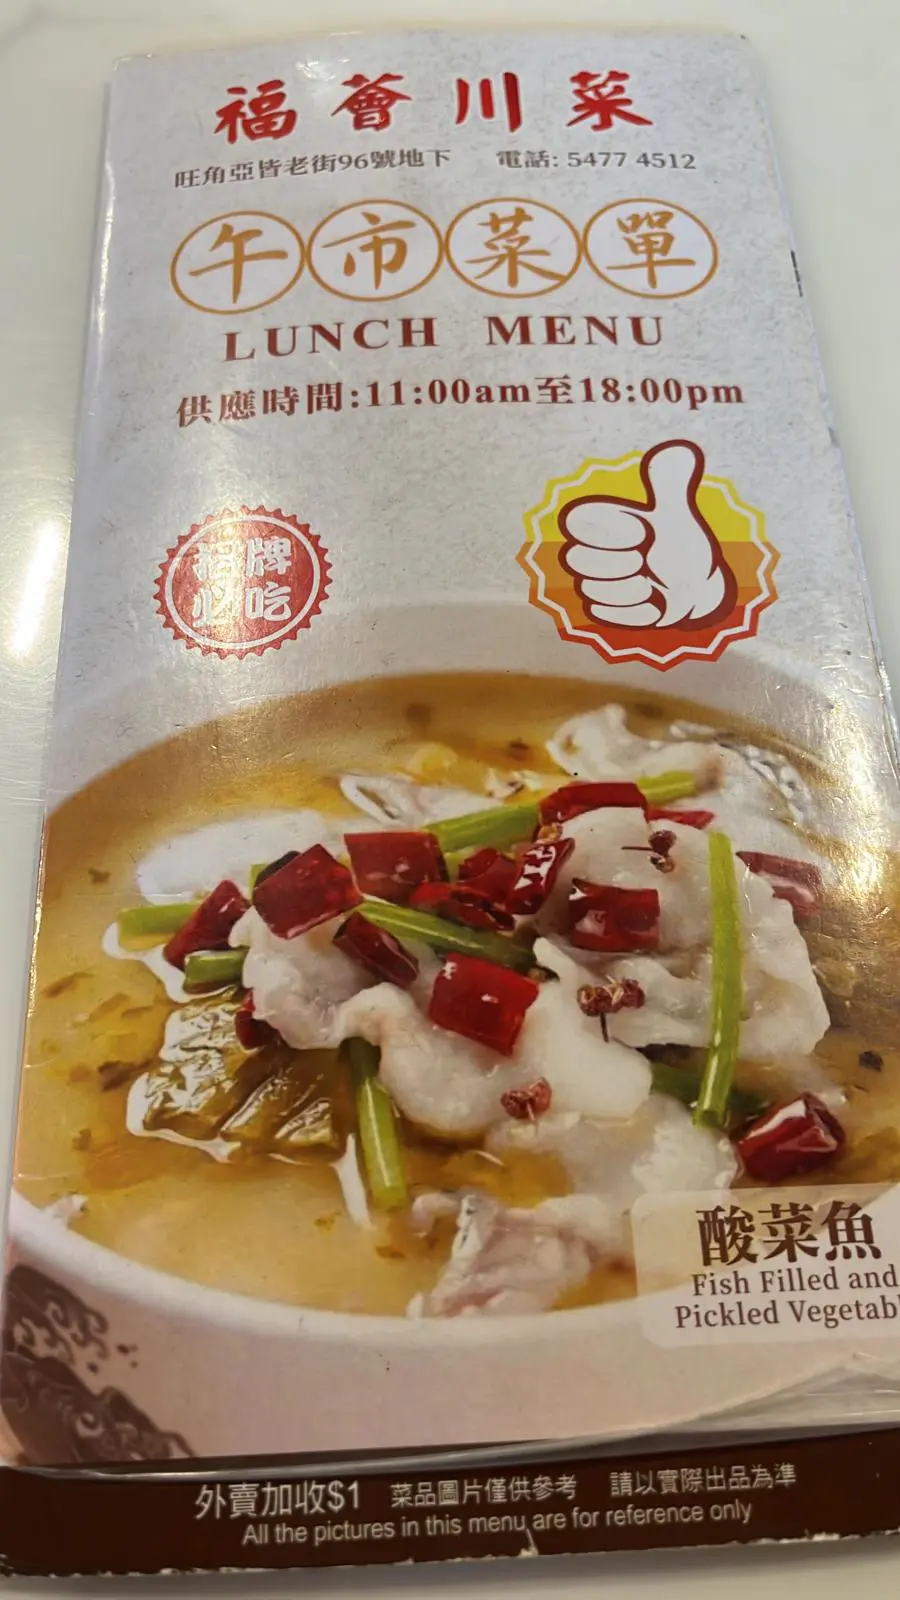 福薈川菜
旺角亞皆老街96號地下 電話: 5477 4512
午市菜單
LUNCH MENU
供應時間:11:00am至18:00pm
招牌
必吃
酸菜魚
Fish Filled and
Pickled Vegetabl
外賣加收$1 菜品圖片僅供參考 請以實際出品為準
All the pictures in this menu are for reference only